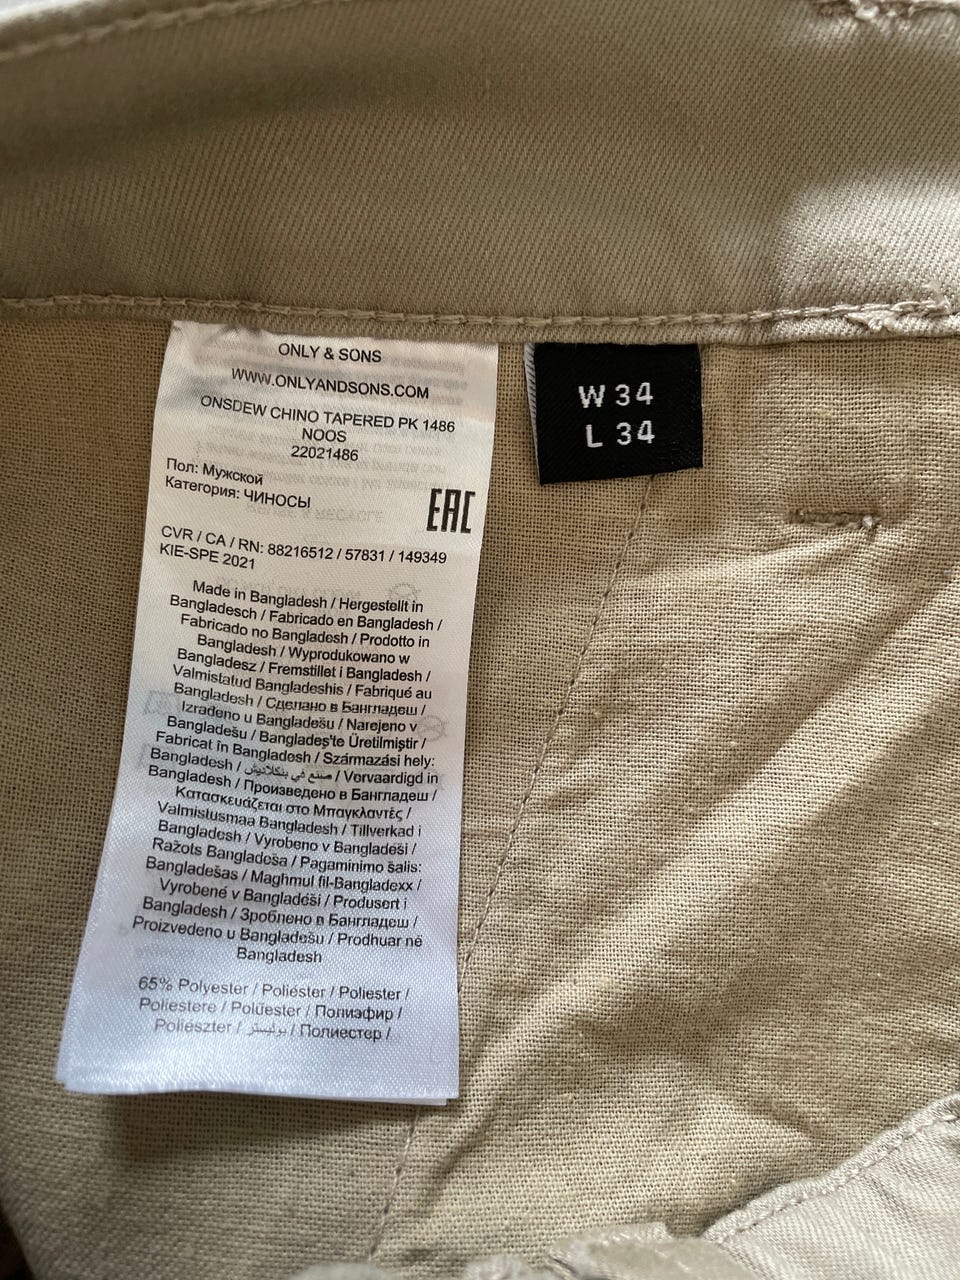 ONLY & SONS
WWW.ONLYANDSONS.COM
ONSDEW CHINO TAPERED PK 1486
NOOS
22021486
Пол: Мужской
Категория: ЧИНОСЫ
EAC
CVR / CA / RN: 88216512 / 57831 / 149349
KIE-SPE 2021
Made in Bangladesh / Hergestellt in
Bangladesch / Fabricado en Bangladesh /
Fabricado no Bangladesh / Prodotto in
Bangladesh / Wyprodukowano w
Bangladesz / Fremstillet i Bangladesh /
Valmistatud Bangladeshis / Fabriqué au
Bangladesh / Сделано в Бангладеш /
Izrađeno u Bangladešu / Narejeno v
Bangladešu / Bangladeş'te Üretilmiştir /
Fabricat în Bangladesh / Származási hely:
Bangladesh / صنع في بنكلاديش / Vervaardigd in
Bangladesh / Произведено в Бангладеш /
Κατασκευάζεται στο Μπαγκλαντές /
Valmistusmaa Bangladesh / Tillverkad i
Bangladesh / Vyrobeno v Bangladéši /
Ražots Bangladeša / Pagaminimo šalis:
Bangladešas / Maghmul fil-Bangladexx /
Vyrobené v Bangladéši / Produsert i
Bangladesh / Зроблено в Бангладеш /
Proizvedeno u Bangladešu / Prodhuar në
Bangladesh
65% Polyester / Poliéster / Poliester /
Poliestere / Polüester / Полиэфир /
Poliészter / بوليستر / Полиестер /
W 34
L 34